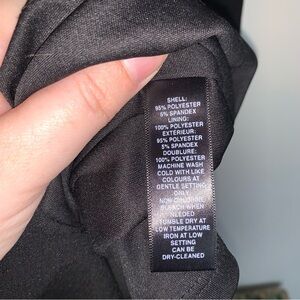 SHELL:
95% POLYESTER
5% SPANDEX
LINING:
100% POLYESTER
EXTERIEUR:
95% POLYESTER
5% SPANDEX
DOUBLURE:
100% POLYESTER
MACHINE WASH
COLD WITH LIKE
COLOURS AT
GENTLE SETTING
ONLY
NON-CHLORINE
BLEACH WHEN
NEEDED
TUMBLE DRY AT
LOW TEMPERATURE
IRON AT LOW
SETTING
CAN BE
DRY-CLEANED